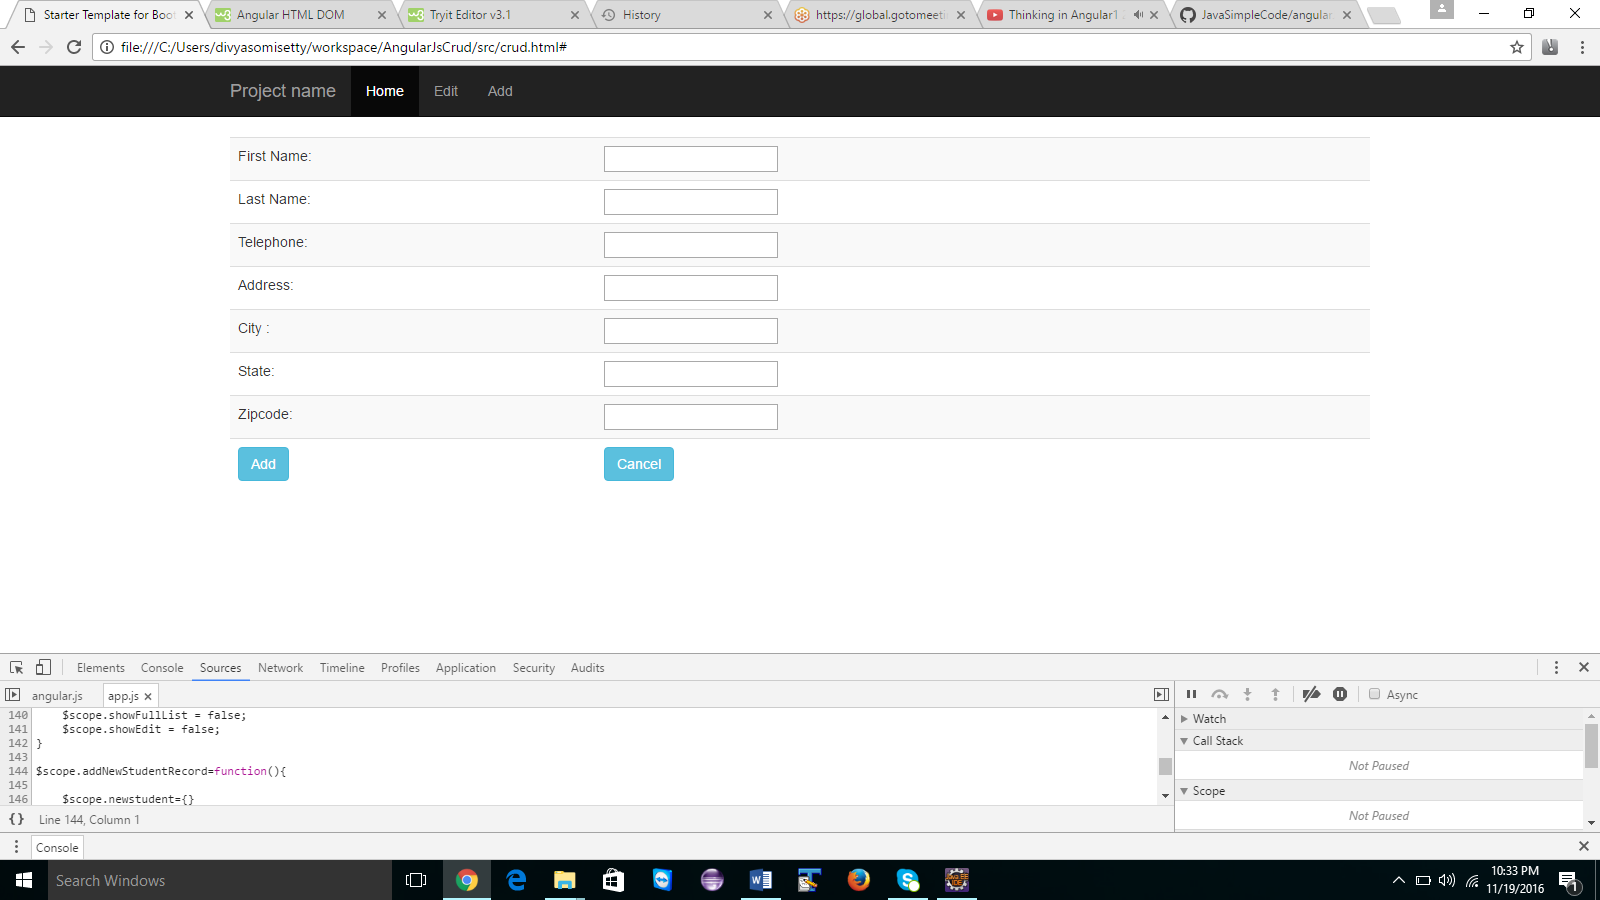 Starter Template for Boot
Angular HTML DOM
Tryit Editor v3.1
History
https://global.gotomeeti
Thinking in Angular1
JavaSimpleCode/angular
file:///C:/Users/divyasomisetty/workspace/AngularJsCrud/src/crud.html#
Project name
Home
Edit
Add
First Name:
Last Name:
Telephone:
Address:
City :
State:
Zipcode:
Add
Cancel
Elements
Console
Sources
Network
Timeline
Profiles
Application
Security
Audits
angular.js
app.js
Async
140 $scope.showFullList = false;
141 $scope.showEdit = false;
142 }
143
144 $scope.addNewStudentRecord=function(){
145
146 $scope.newstudent={}
Watch
Call Stack
Not Paused
Scope
Not Paused
{} Line 144, Column 1
Console
Search Windows
10:33 PM
11/19/2016
1